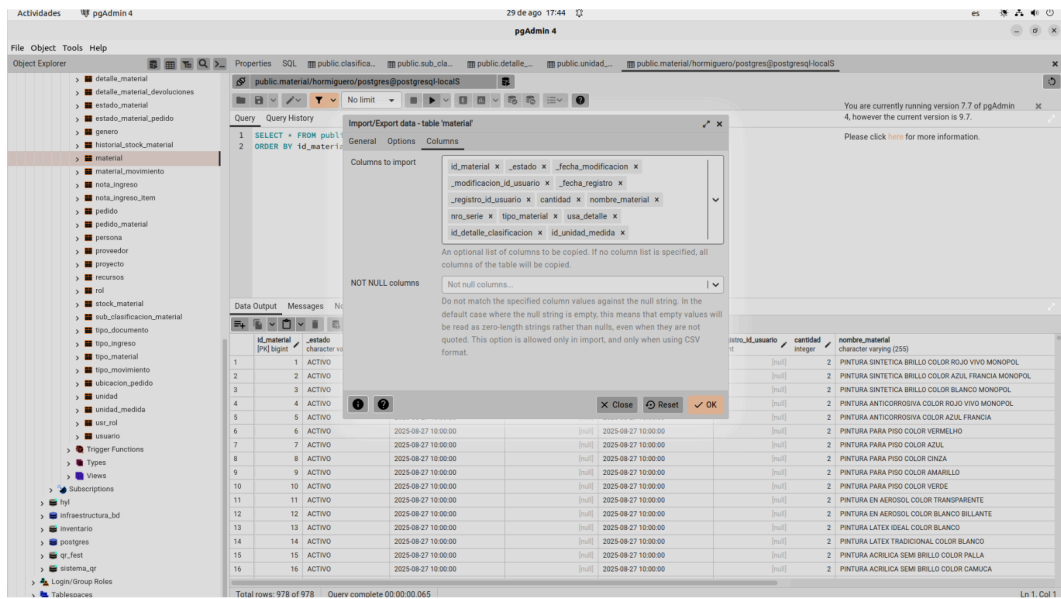 Actividades pgAdmin 4 29 de ago 17:44 es
pgAdmin 4
File Object Tools Help
Object Explorer
detalle_material
detalle_material_devoluciones
estado_material
estado_material_pedido
genero
historial_stock_material
material
material_movimiento
nota_ingreso
nota_ingreso_item
pedido
pedido_material
persona
proveedor
proyecto
recursos
rol
stock_material
sub_clasificacion_material
tipo_documento
tipo_ingreso
tipo_material
tipo_movimiento
ubicacion_pedido
unidad
unidad_medida
usr_rol
usuario
Trigger Functions
Types
Views
Subscriptions
hyl
infraestructura_bd
inventario
postgres
qr_fest
sistema_qr
Login/Group Roles
Tablespaces
Properties SQL public.clasifica... public.sub_cla... public.detalle_... public.unidad_... public.material/hormiguero/postgres@postgresql-localS
public.material/hormiguero/postgres@postgresql-localS
No limit
Query Query History
1 SELECT * FROM publi
2 ORDER BY id_materia
You are currently running version 7.7 of pgAdmin
4, however the current version is 9.7.
Please click here for more information.
Import/Export data - table 'material'
General Options Columns
Columns to import
id_material x _estado x _fecha_modificacion x
_modificacion_id_usuario x _fecha_registro x
_registro_id_usuario x cantidad x nombre_material x
nro_serie x tipo_material x usa_detalle x
id_detalle_clasificacion x id_unidad_medida x
An optional list of columns to be copied. If no column list is specified, all
columns of the table will be copied.
NOT NULL columns Not null columns...
Do not match the specified column values against the null string. In the
default case where the null string is empty, this means that empty values will
be read as zero-length strings rather than nulls, even when they are not
quoted. This option is allowed only in import, and only when using CSV
format.
Close Reset OK
Data Output Messages No
id_material _estado istro_id_usuario cantidad nombre_material
[PK] bigint character va integer character varying (255)
1 1 ACTIVO [null] 2 PINTURA SINTETICA BRILLO COLOR ROJO VIVO MONOPOL
2 2 ACTIVO [null] 2 PINTURA SINTETICA BRILLO COLOR AZUL FRANCIA MONOPOL
3 3 ACTIVO [null] 2 PINTURA SINTETICA BRILLO COLOR BLANCO MONOPOL
4 4 ACTIVO [null] 2 PINTURA ANTICORROSIVA COLOR ROJO VIVO MONOPOL
5 5 ACTIVO 2025-08-27 10:00:00 [null] 2025-08-27 10:00:00 [null] 2 PINTURA ANTICORROSIVA COLOR AZUL FRANCIA
6 6 ACTIVO 2025-08-27 10:00:00 [null] 2025-08-27 10:00:00 [null] 2 PINTURA PARA PISO COLOR VERMELHO
7 7 ACTIVO 2025-08-27 10:00:00 [null] 2025-08-27 10:00:00 [null] 2 PINTURA PARA PISO COLOR AZUL
8 8 ACTIVO 2025-08-27 10:00:00 [null] 2025-08-27 10:00:00 [null] 2 PINTURA PARA PISO COLOR CINZA
9 9 ACTIVO 2025-08-27 10:00:00 [null] 2025-08-27 10:00:00 [null] 2 PINTURA PARA PISO COLOR AMARILLO
10 10 ACTIVO 2025-08-27 10:00:00 [null] 2025-08-27 10:00:00 [null] 2 PINTURA PARA PISO COLOR VERDE
11 11 ACTIVO 2025-08-27 10:00:00 [null] 2025-08-27 10:00:00 [null] 2 PINTURA EN AEROSOL COLOR TRANSPARENTE
12 12 ACTIVO 2025-08-27 10:00:00 [null] 2025-08-27 10:00:00 [null] 2 PINTURA EN AEROSOL COLOR BLANCO BILLANTE
13 13 ACTIVO 2025-08-27 10:00:00 [null] 2025-08-27 10:00:00 [null] 2 PINTURA LATEX IDEAL COLOR BLANCO
14 14 ACTIVO 2025-08-27 10:00:00 [null] 2025-08-27 10:00:00 [null] 2 PINTURA LATEX TRADICIONAL COLOR BLANCO
15 15 ACTIVO 2025-08-27 10:00:00 [null] 2025-08-27 10:00:00 [null] 2 PINTURA ACRILICA SEMI BRILLO COLOR PALLA
16 16 ACTIVO 2025-08-27 10:00:00 [null] 2025-08-27 10:00:00 [null] 2 PINTURA ACRILICA SEMI BRILLO COLOR CAMUCA
Total rows: 978 of 978 Query complete 00:00:00.065 Ln 1, Col 1